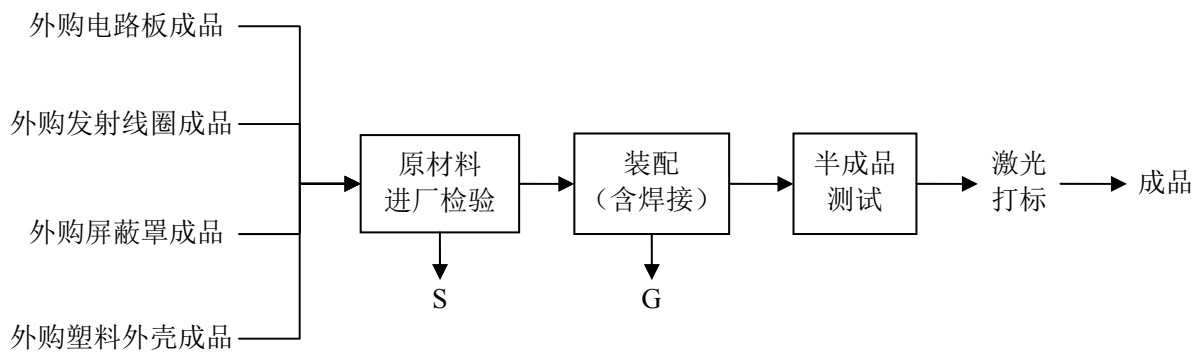 外购电路板成品
外购发射线圈成品
外购屏蔽罩成品
外购塑料外壳成品
原材料
进厂检验
S
装配
（含焊接）
G
半成品
测试
激光
打标
成品